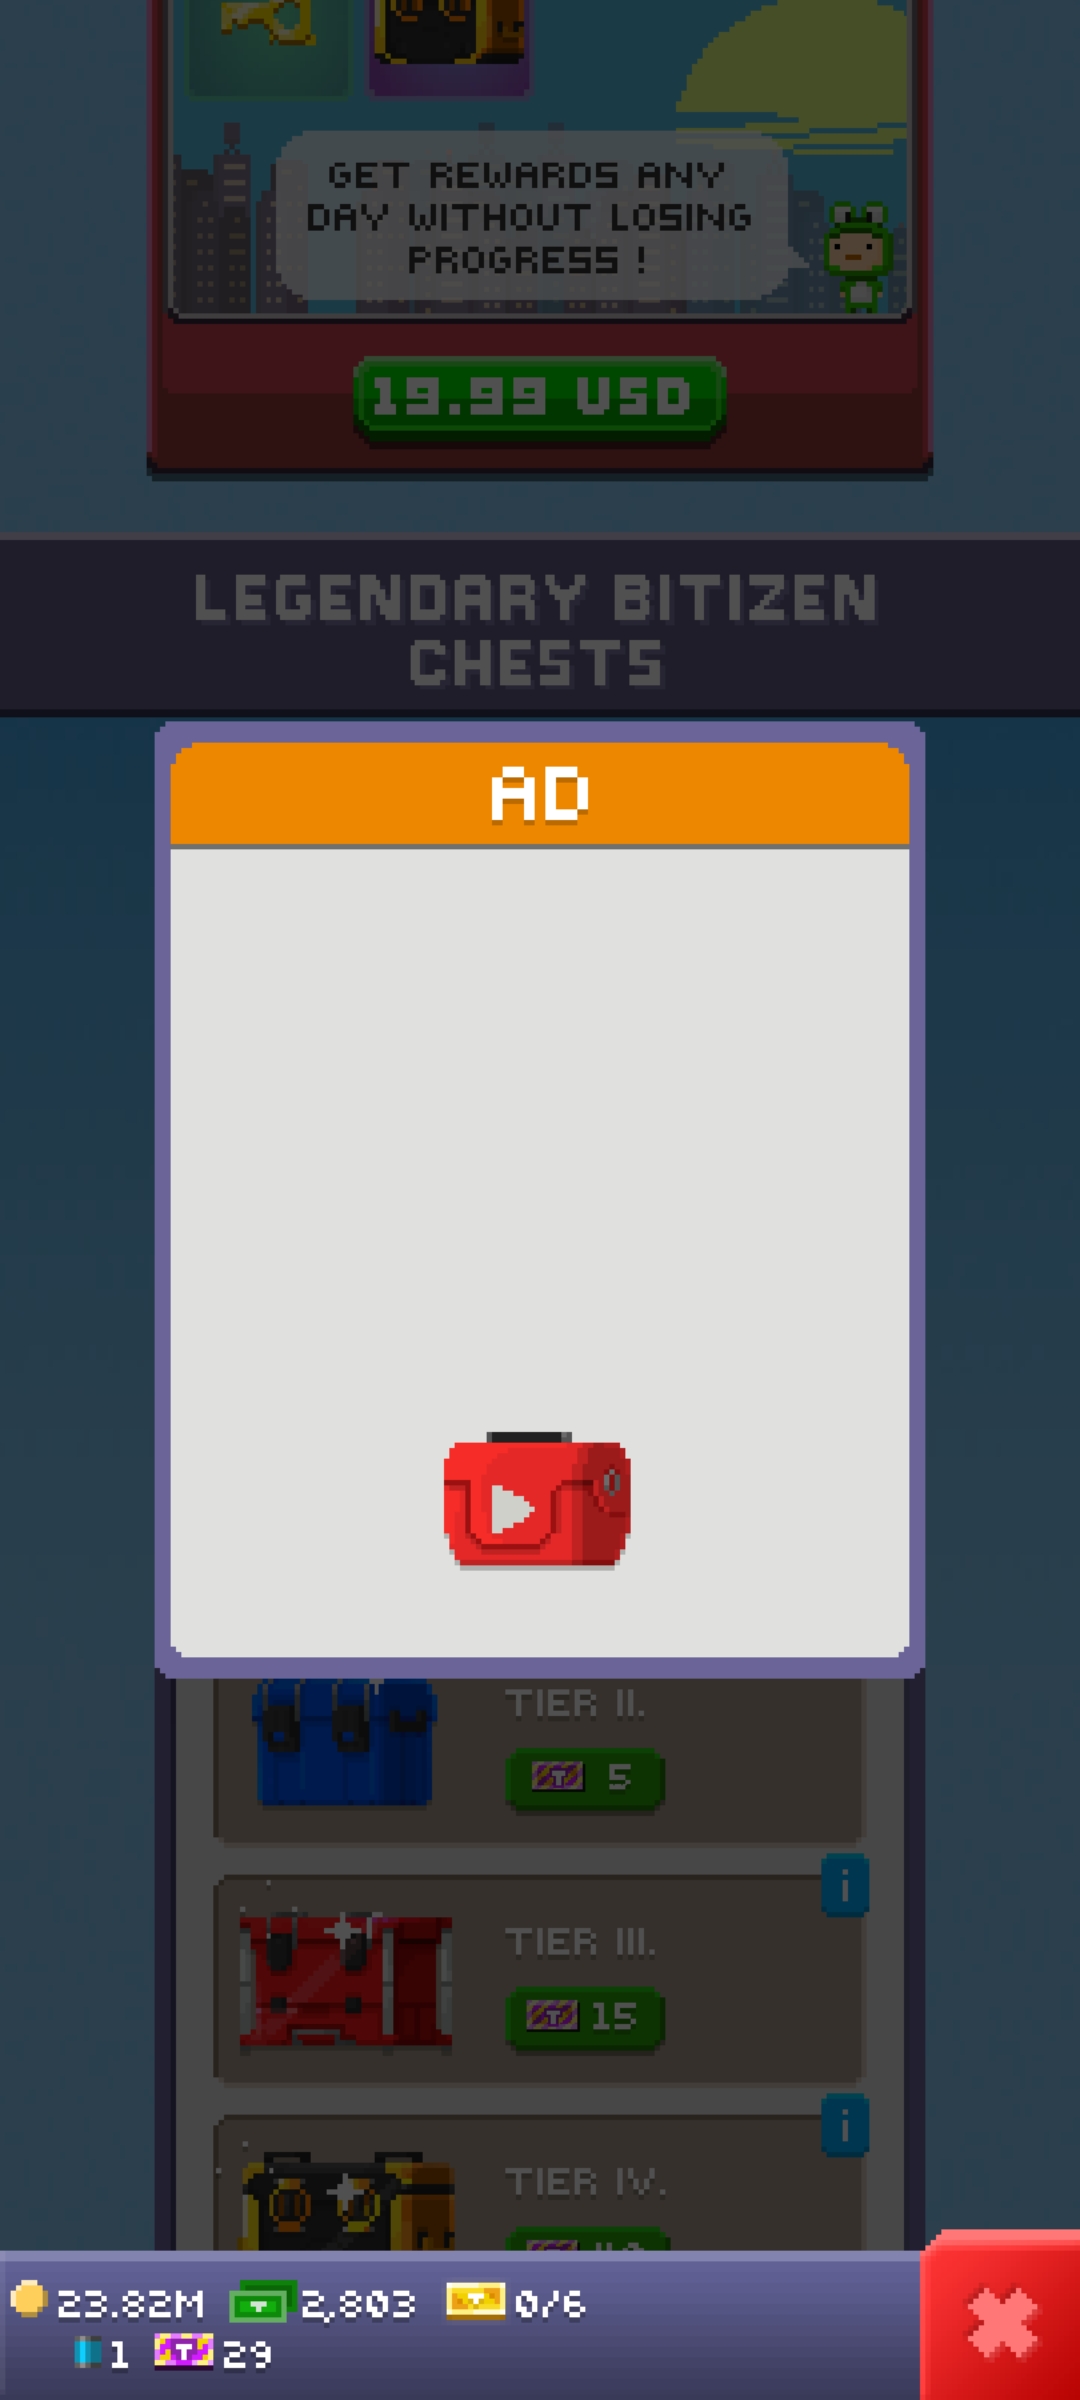 GET REWARDS ANY
DAY WITHOUT LOSING
PROGRESS !
19.99 USD
LEGENDARY BITIZEN
CHESTS
AD
TIER II.
T 5
i
TIER III.
T 15
i
TIER IV.
23.82M 2,803 0/6
1 T 29